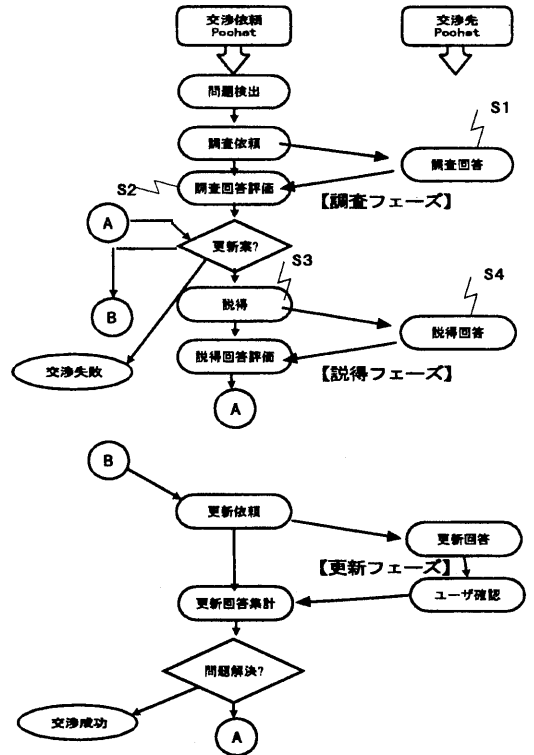 交渉依頼
Pochet
交渉先
Pochet
問題検出
S1
調査依頼
調査回答
S2
調査回答評価
【調査フェーズ】
A
更新案?
S3
S4
B
説得
説得回答
説得回答評価
交渉失敗
【説得フェーズ】
A
B
更新依頼
更新回答
【更新フェーズ】
更新回答集計
ユーザ確認
問題解決?
交渉成功
A